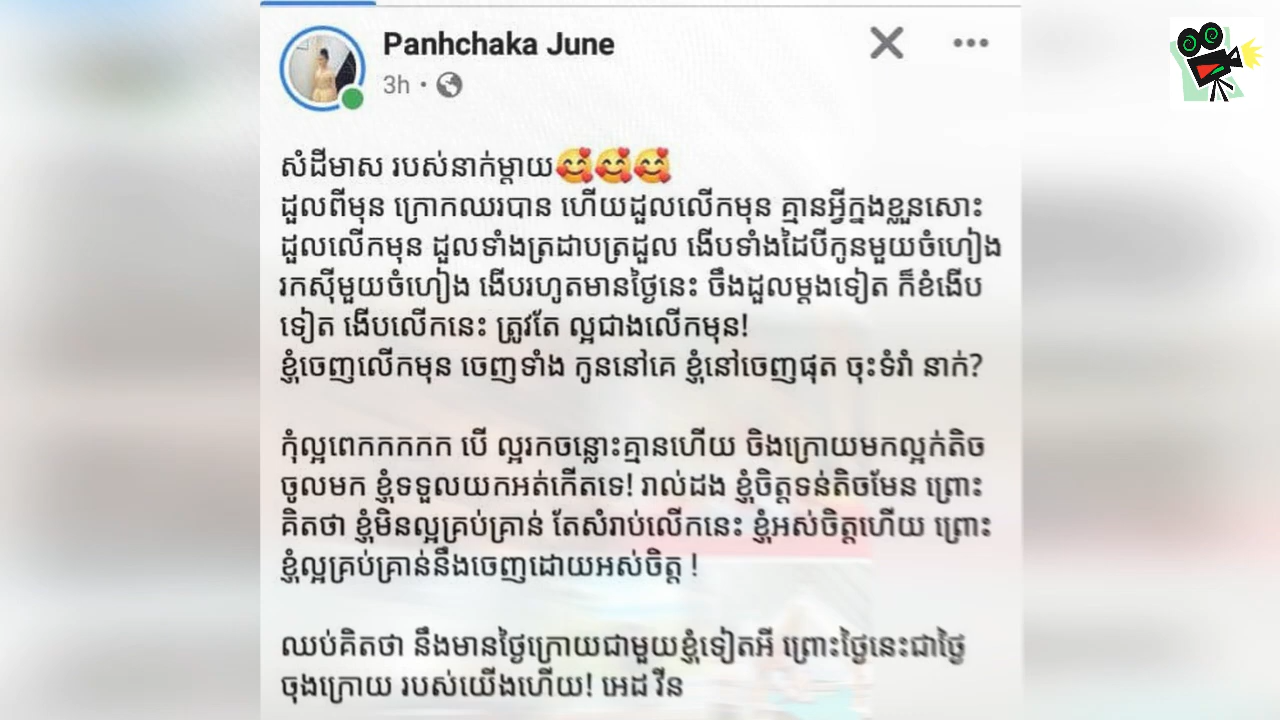 Panhchaka June
3h
សំដីមាស របស់នាក់ម្តាយ🥰🥰🥰
ដួលពីមុន ក្រោកឈរបាន ហើយដួលលើកមុន គ្មានអ្វីក្នុងខ្លួនសោះ
ដួលលើកមុន ដួលទាំងត្រដាបត្រដួល ងើបទាំងដៃបីកូនមួយចំហៀង
រកស៊ីមួយចំហៀង ងើបរហូតមានថ្ងៃនេះ ចឹងដួលម្តងទៀត ក៏ខំងើប
ទៀត ងើបលើកនេះ ត្រូវតែ ល្អជាងលើកមុន!
ខ្ញុំចេញលើកមុន ចេញទាំង កូននៅគេ ខ្ញុំនៅចេញផុត ចុះទំរាំ នាក់?
កុំល្អពេកកកកក បើ ល្អរកចន្លោះគ្មានហើយ ចិងក្រោយមកល្អក់តិច
ចូលមក ខ្ញុំទទួលយកអត់កើតទេ! រាល់ដង ខ្ញុំចិត្តទន់តិចមែន ព្រោះ
គិតថា ខ្ញុំមិនល្អគ្រប់គ្រាន់ តែសំរាប់លើកនេះ ខ្ញុំអស់ចិត្តហើយ ព្រោះ
ខ្ញុំល្អគ្រប់គ្រាន់នឹងចេញដោយអស់ចិត្ត !
ឈប់គិតថា នឹងមានថ្ងៃក្រោយជាមួយខ្ញុំទៀតអី ព្រោះថ្ងៃនេះជាថ្ងៃ
ចុងក្រោយ របស់យើងហើយ! អេដ វីន